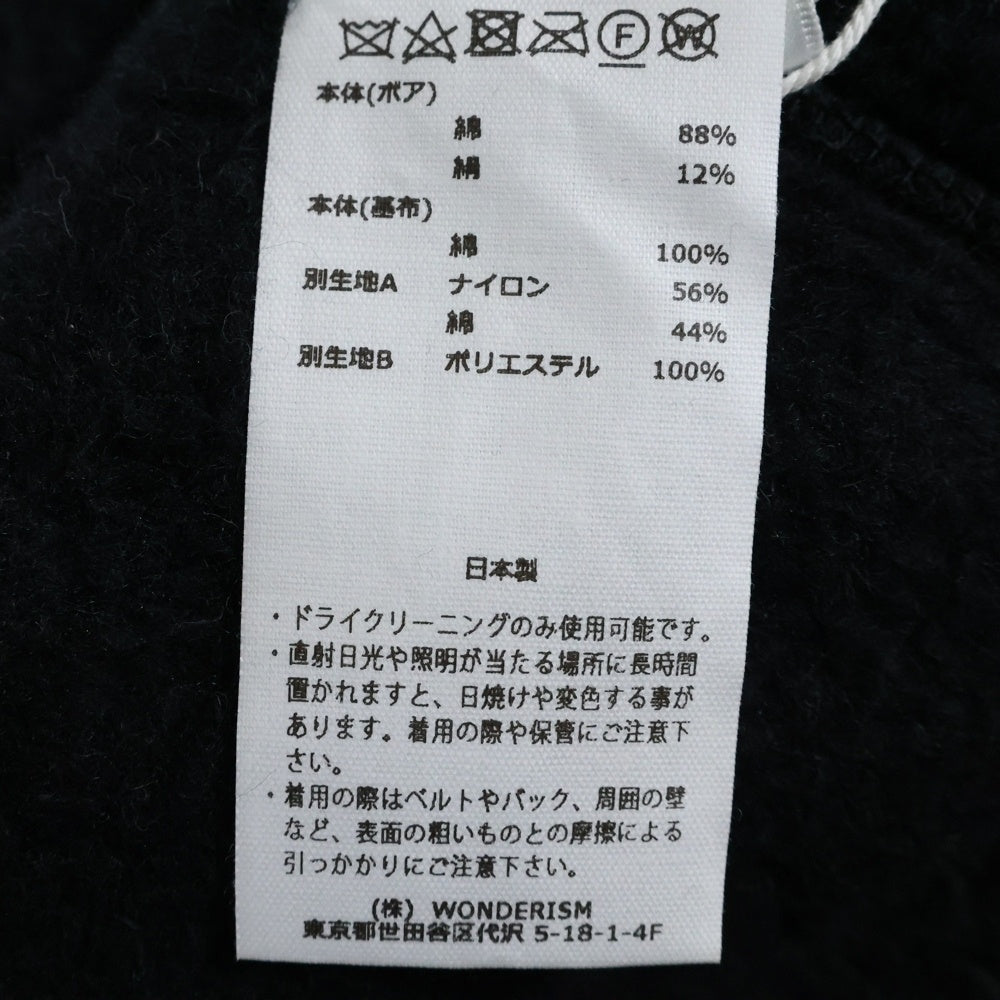 F W
本体(ボア)
綿 88%
絹 12%
本体(基布)
綿 100%
別生地A ナイロン 56%
綿 44%
別生地B ポリエステル 100%
日本製
・ドライクリーニングのみ使用可能です。
・直射日光や照明が当たる場所に長時間
置かれますと、日焼けや変色する事が
あります。着用の際や保管にご注意下
さい。
・着用の際はベルトやバック、周囲の壁
など、表面の粗いものとの摩擦による
引っかかりにご注意下さい。
(株) WONDERISM
東京都世田谷区代沢 5-18-1-4F